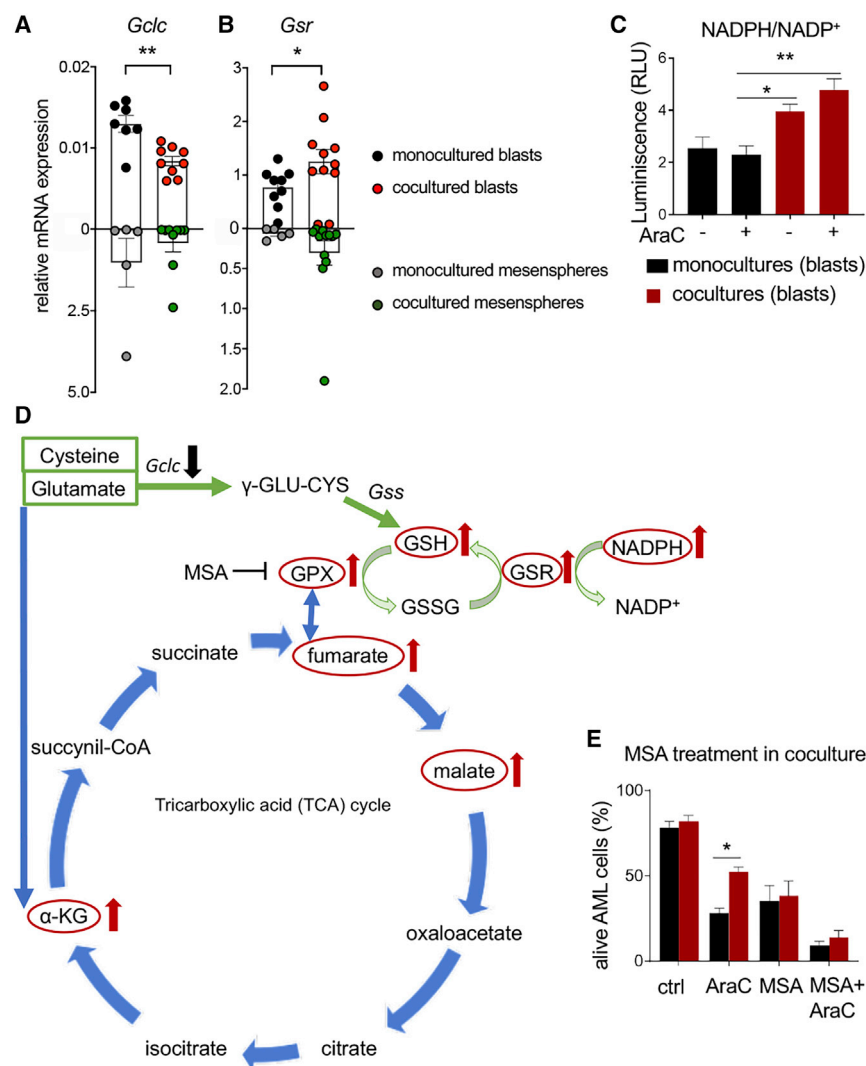 A
Gclc
**
relative mRNA expression
0.02
0.01
0
2.5
5.0
B
Gsr
*
3
2
1
0
0.5
1.0
1.5
2.0
monocultured blasts
cocultured blasts
monocultured mesenspheres
cocultured mesenspheres
C
NADPH/NADP+
Luminiscence (RLU)
6
4
2
0
**
*
AraC - + - +
monocultures (blasts)
cocultures (blasts)
D
Cysteine
Glutamate
Gclc
γ-GLU-CYS
Gss
GSH
MSA
GPX
GSR
NADPH
GSSG
NADP+
succinate
fumarate
succynil-CoA
malate
Tricarboxylic acid (TCA) cycle
α-KG
oxaloacetate
isocitrate
citrate
E
MSA treatment in coculture
alive AML cells (%)
100
50
0
*
ctrl AraC MSA MSA+
AraC